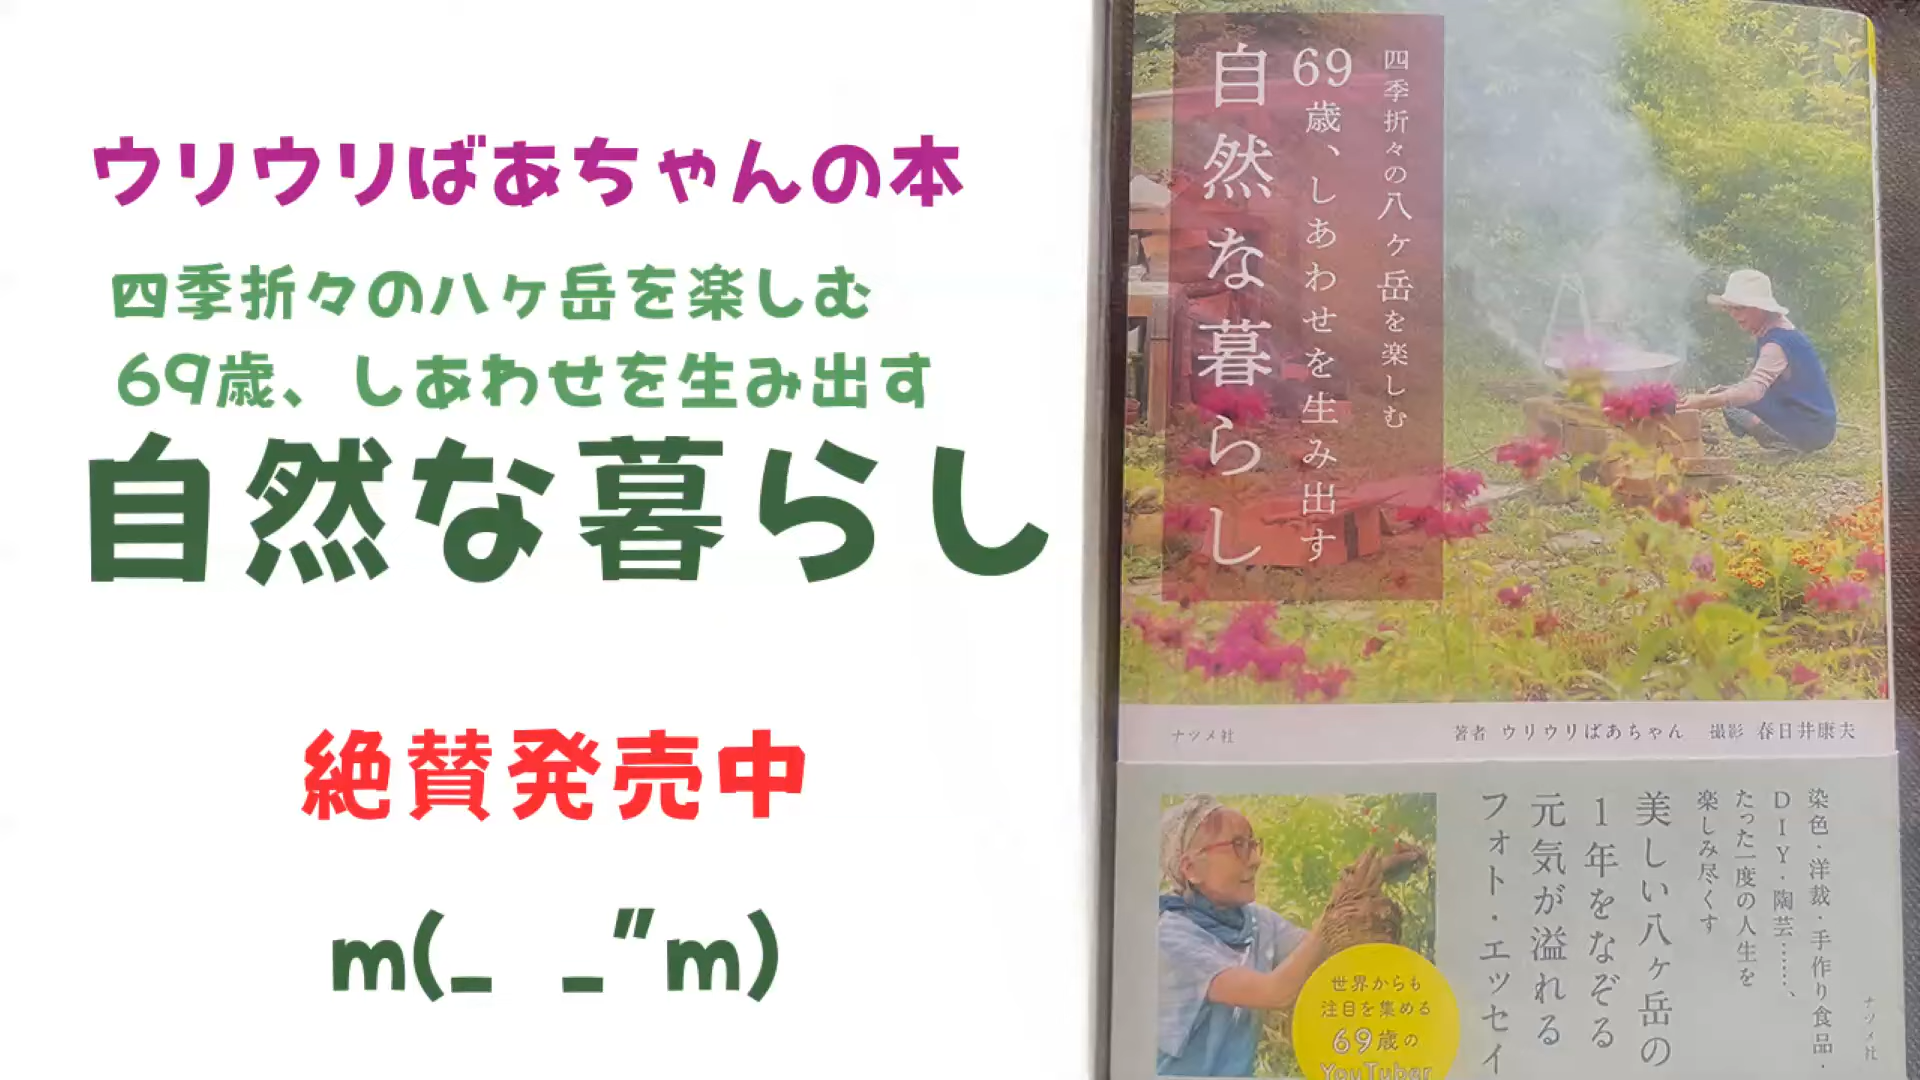 ウリウリばあちゃんの本
四季折々の八ヶ岳を楽しむ
69歳、しあわせを生み出す
自然な暮らし
絶賛発売中
m(_ _"m)
四季折々の八ヶ岳を楽しむ
69歳、しあわせを生み出す
自然な暮らし
ナツメ社
著者 ウリウリばあちゃん 撮影 春日井康夫
染色・洋裁・手作り食品・
DIY・陶芸……、
たった一度の人生を
楽しみ尽くす
美しい八ヶ岳の
1年をなぞる
元気が溢れる
フォト・エッセイ
世界からも
注目を集める
69歳の
YouTuber
ナツメ社